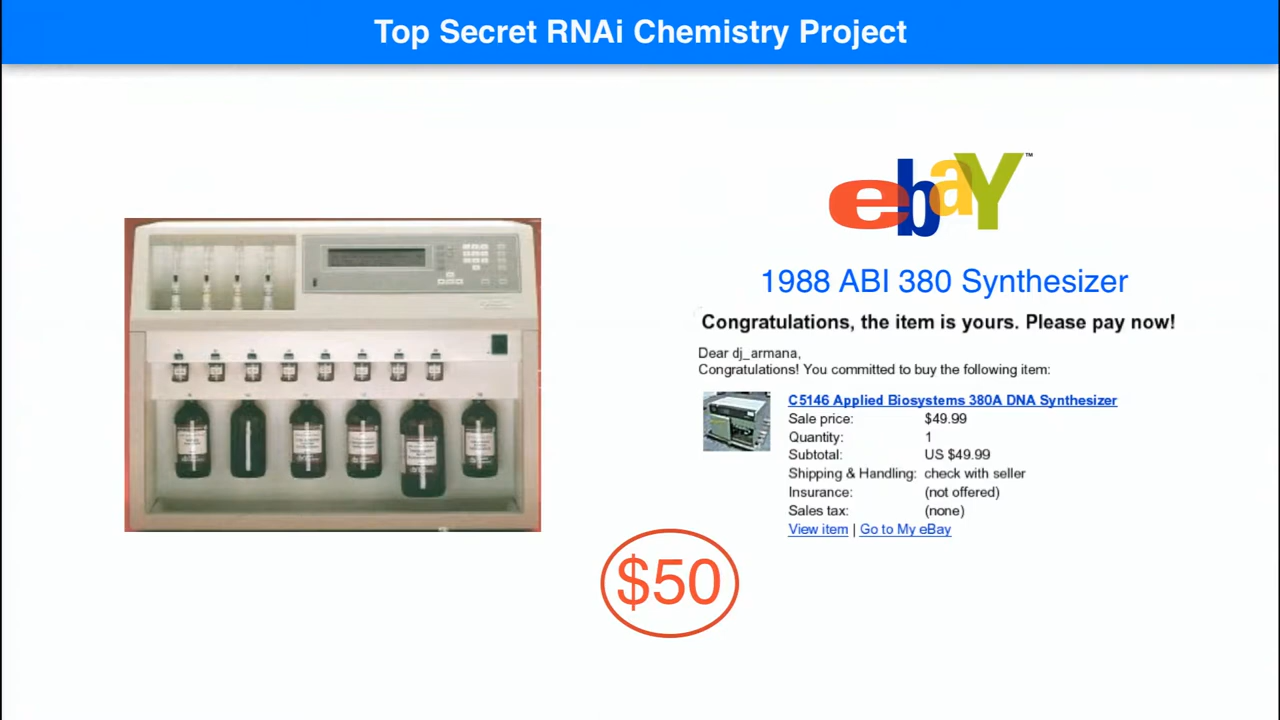 Top Secret RNAi Chemistry Project
ebaY™
1988 ABI 380 Synthesizer
Congratulations, the item is yours. Please pay now!
Dear dj_armana,
Congratulations! You committed to buy the following item:
C5146 Applied Biosystems 380A DNA Synthesizer
Sale price: $49.99
Quantity: 1
Subtotal: US $49.99
Shipping & Handling: check with seller
Insurance: (not offered)
Sales tax: (none)
View item | Go to My eBay
$50